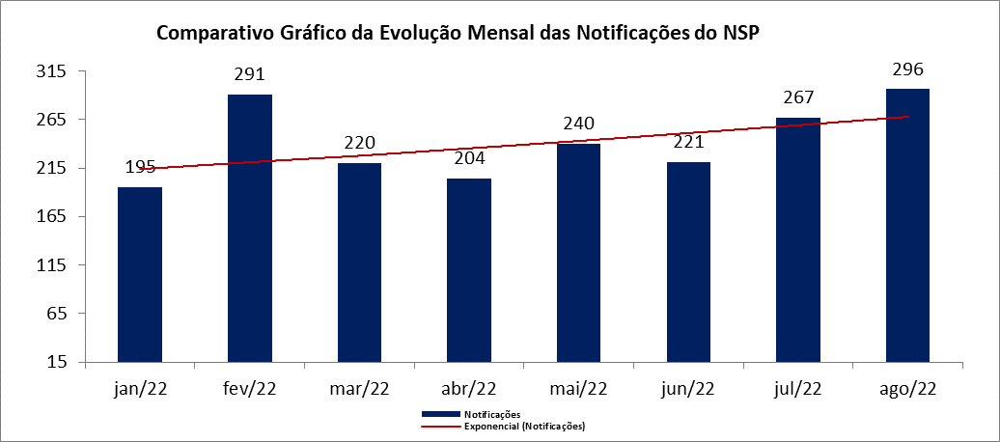 Comparativo Gráfico da Evolução Mensal das Notificações do NSP
315
265
215
165
115
65
15
195
291
220
204
240
221
267
296
jan/22
fev/22
mar/22
abr/22
mai/22
jun/22
jul/22
ago/22
Notificações
Exponencial (Notificações)